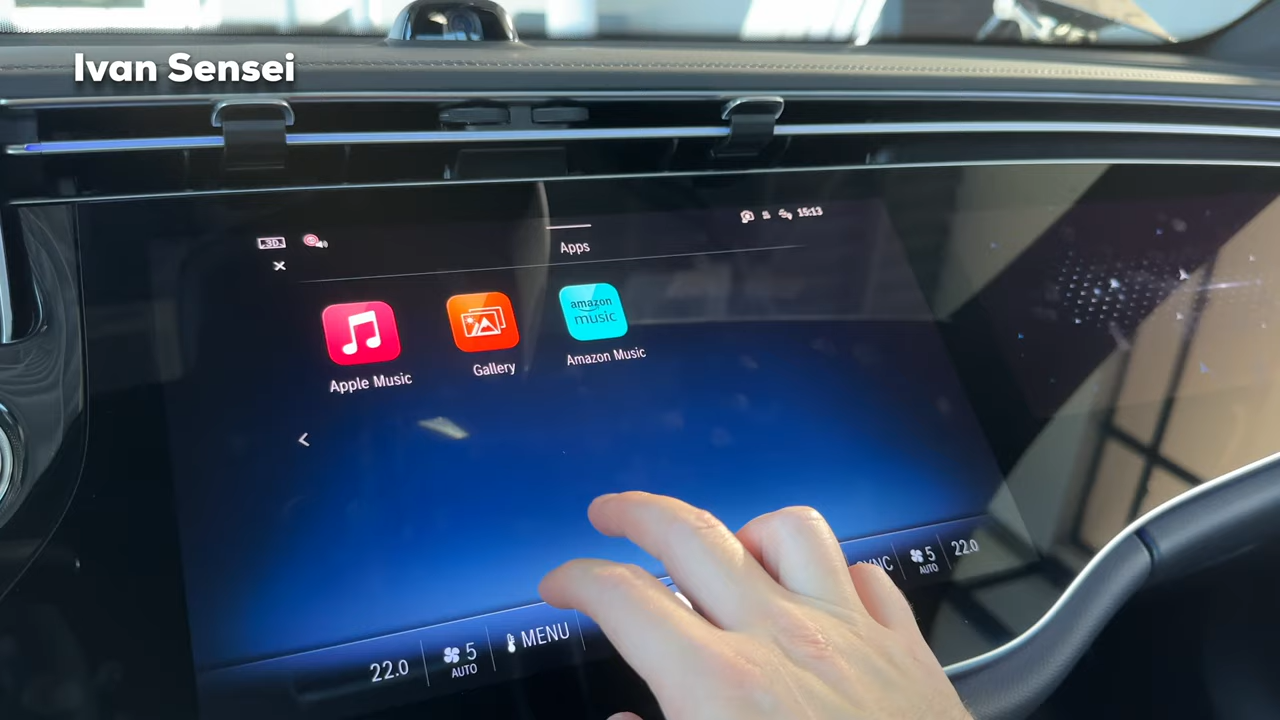 Ivan Sensei
15:13
Apps
amazon
music
Apple Music
Gallery
Amazon Music
22.0
5
AUTO
MENU
SYNC
5
AUTO
22.0